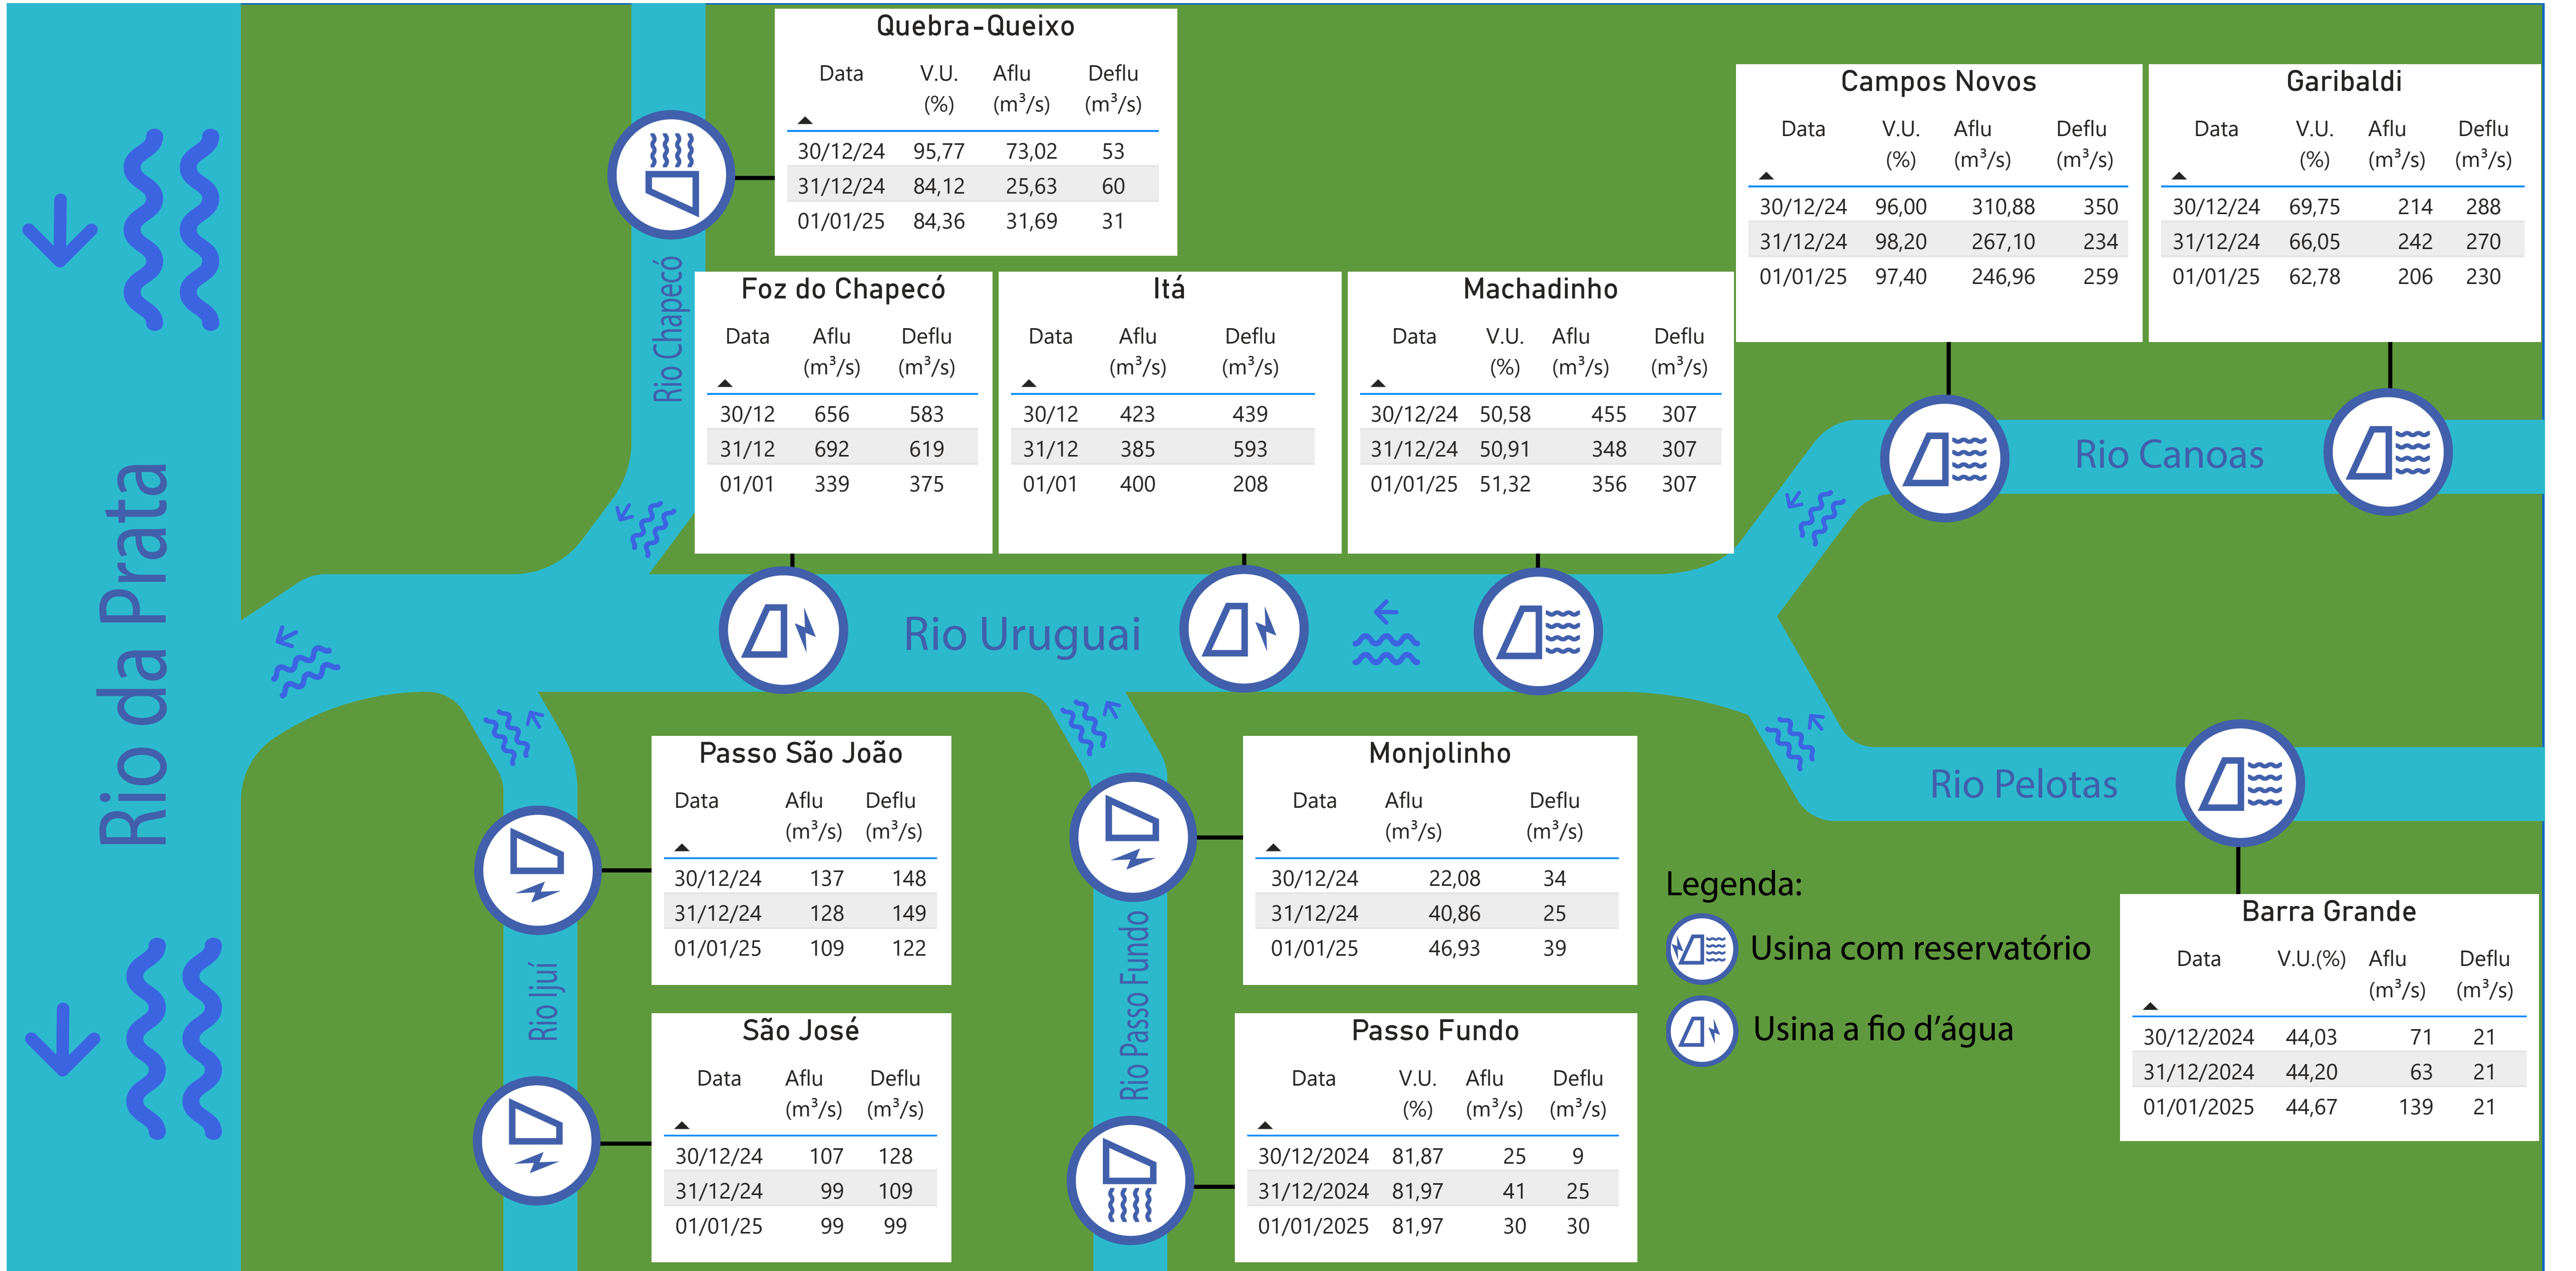 Quebra-Queixo
Data V.U. (%) Aflu (m³/s) Deflu (m³/s)
30/12/24 95,77 73,02 53
31/12/24 84,12 25,63 60
01/01/25 84,36 31,69 31
Campos Novos
Data V.U. (%) Aflu (m³/s) Deflu (m³/s)
30/12/24 96,00 310,88 350
31/12/24 98,20 267,10 234
01/01/25 97,40 246,96 259
Garibaldi
Data V.U. (%) Aflu (m³/s) Deflu (m³/s)
30/12/24 69,75 214 288
31/12/24 66,05 242 270
01/01/25 62,78 206 230
Rio Chapecó
Foz do Chapecó
Data Aflu (m³/s) Deflu (m³/s)
30/12 656 583
31/12 692 619
01/01 339 375
Itá
Data Aflu (m³/s) Deflu (m³/s)
30/12 423 439
31/12 385 593
01/01 400 208
Machadinho
Data V.U. (%) Aflu (m³/s) Deflu (m³/s)
30/12/24 50,58 455 307
31/12/24 50,91 348 307
01/01/25 51,32 356 307
Rio Canoas
Rio da Prata
Rio Uruguai
Rio Pelotas
Passo São João
Data Aflu (m³/s) Deflu (m³/s)
30/12/24 137 148
31/12/24 128 149
01/01/25 109 122
Monjolinho
Data Aflu (m³/s) Deflu (m³/s)
30/12/24 22,08 34
31/12/24 40,86 25
01/01/25 46,93 39
Legenda:
Usina com reservatório
Usina a fio d’água
Barra Grande
Data V.U.(%) Aflu (m³/s) Deflu (m³/s)
30/12/2024 44,03 71 21
31/12/2024 44,20 63 21
01/01/2025 44,67 139 21
Rio Ijuí
Rio Passo Fundo
São José
Data Aflu (m³/s) Deflu (m³/s)
30/12/24 107 128
31/12/24 99 109
01/01/25 99 99
Passo Fundo
Data V.U. (%) Aflu (m³/s) Deflu (m³/s)
30/12/2024 81,87 25 9
31/12/2024 81,97 41 25
01/01/2025 81,97 30 30